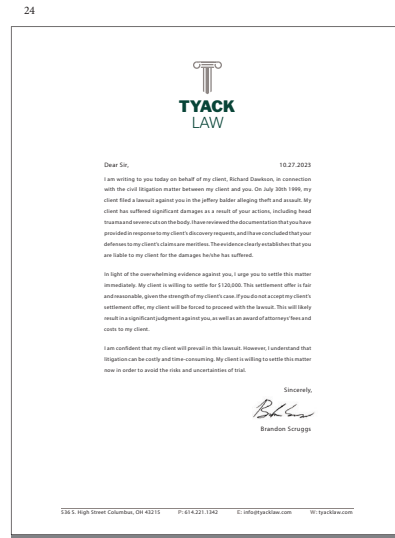 24
TYACK
LAW
Dear Sir, 10.27.2023
I am writing to you today on behalf of my client, Richard Dawkson, in connection
with the civil litigation matter between my client and you. On July 30th 1999, my
client filed a lawsuit against you in the jeffery balder alleging theft and assault. My
client has suffered significant damages as a result of your actions, including head
truama and severe cuts on the body. I have reviewed the documentation that you have
provided in response to my client's discovery requests, and I have concluded that your
defenses to my client's claims are meritless. The evidence clearly establishes that you
are liable to my client for the damages he/she has suffered.
In light of the overwhelming evidence against you, I urge you to settle this matter
immediately. My client is willing to settle for $120,000. This settlement offer is fair
and reasonable, given the strength of my client's case. If you do not accept my client's
settlement offer, my client will be forced to proceed with the lawsuit. This will likely
result in a significant judgment against you, as well as an award of attorneys' fees and
costs to my client.
I am confident that my client will prevail in this lawsuit. However, I understand that
litigation can be costly and time-consuming. My client is willing to settle this matter
now in order to avoid the risks and uncertainties of trial.
Sincerely,
Brandon Scruggs
536 S. High Street Columbus, OH 43215 P: 614.221.1342 E: info@tyacklaw.com W: tyacklaw.com